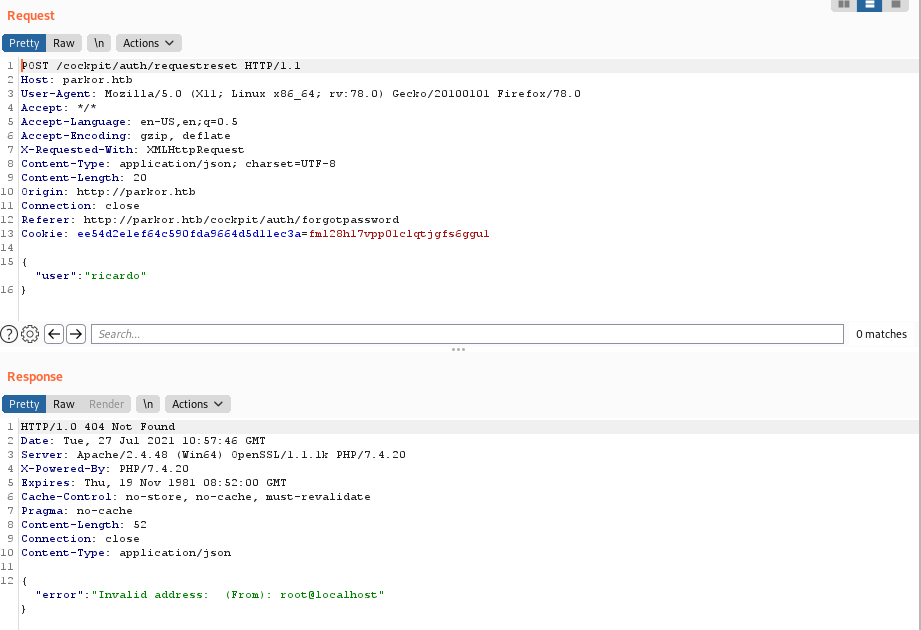 Request
Pretty Raw \n Actions
1 POST /cockpit/auth/requestreset HTTP/1.1
2 Host: parkor.htb
3 User-Agent: Mozilla/5.0 (X11; Linux x86_64; rv:78.0) Gecko/20100101 Firefox/78.0
4 Accept: */*
5 Accept-Language: en-US,en;q=0.5
6 Accept-Encoding: gzip, deflate
7 X-Requested-With: XMLHttpRequest
8 Content-Type: application/json; charset=UTF-8
9 Content-Length: 20
10 Origin: http://parkor.htb
11 Connection: close
12 Referer: http://parkor.htb/cockpit/auth/forgotpassword
13 Cookie: ee54d2e1ef64c590fda9664d5d11ec3a=fml28hl7vpp01clqtjgfs6ggul
14
15 {
"user":"ricardo"
16 }
? Search... 0 matches
Response
Pretty Raw Render \n Actions
1 HTTP/1.0 404 Not Found
2 Date: Tue, 27 Jul 2021 10:57:46 GMT
3 Server: Apache/2.4.48 (Win64) OpenSSL/1.1.1k PHP/7.4.20
4 X-Powered-By: PHP/7.4.20
5 Expires: Thu, 19 Nov 1981 08:52:00 GMT
6 Cache-Control: no-store, no-cache, must-revalidate
7 Pragma: no-cache
8 Content-Length: 52
9 Connection: close
10 Content-Type: application/json
11
12 {
"error":"Invalid address:  (From): root@localhost"
}